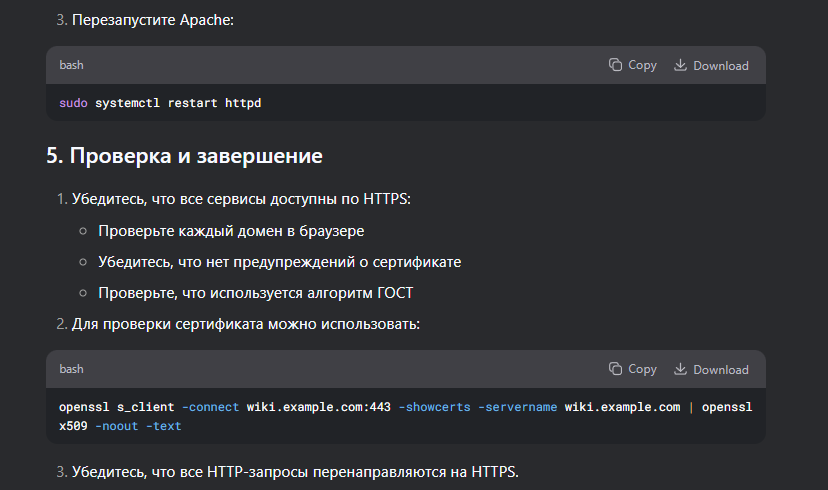 3. Перезапустите Apache:
bash
Copy
Download
sudo systemctl restart httpd
5. Проверка и завершение
1. Убедитесь, что все сервисы доступны по HTTPS:
Проверьте каждый домен в браузере
Убедитесь, что нет предупреждений о сертификате
Проверьте, что используется алгоритм ГОСТ
2. Для проверки сертификата можно использовать:
bash
Copy
Download
openssl s_client -connect wiki.example.com:443 -showcerts -servername wiki.example.com | openssl
x509 -noout -text
3. Убедитесь, что все HTTP-запросы перенаправляются на HTTPS.